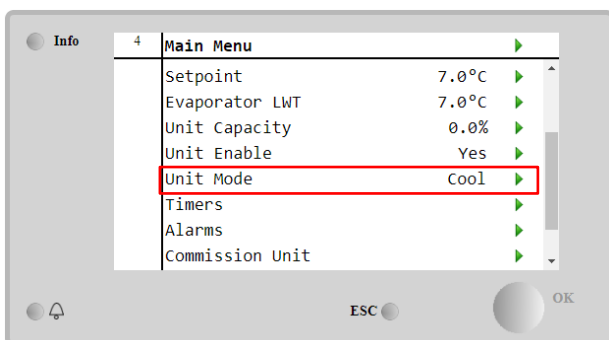 Info
4 Main Menu
Setpoint 7.0°C
Evaporator LWT 7.0°C
Unit Capacity 0.0%
Unit Enable Yes
Unit Mode Cool
Timers
Alarms
Commission Unit
ESC
OK